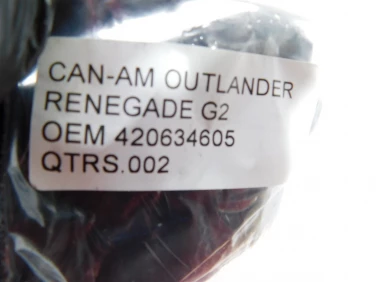 CAN-AM OUTLANDER
RENEGADE G2
OEM 420634605
QTRS.002